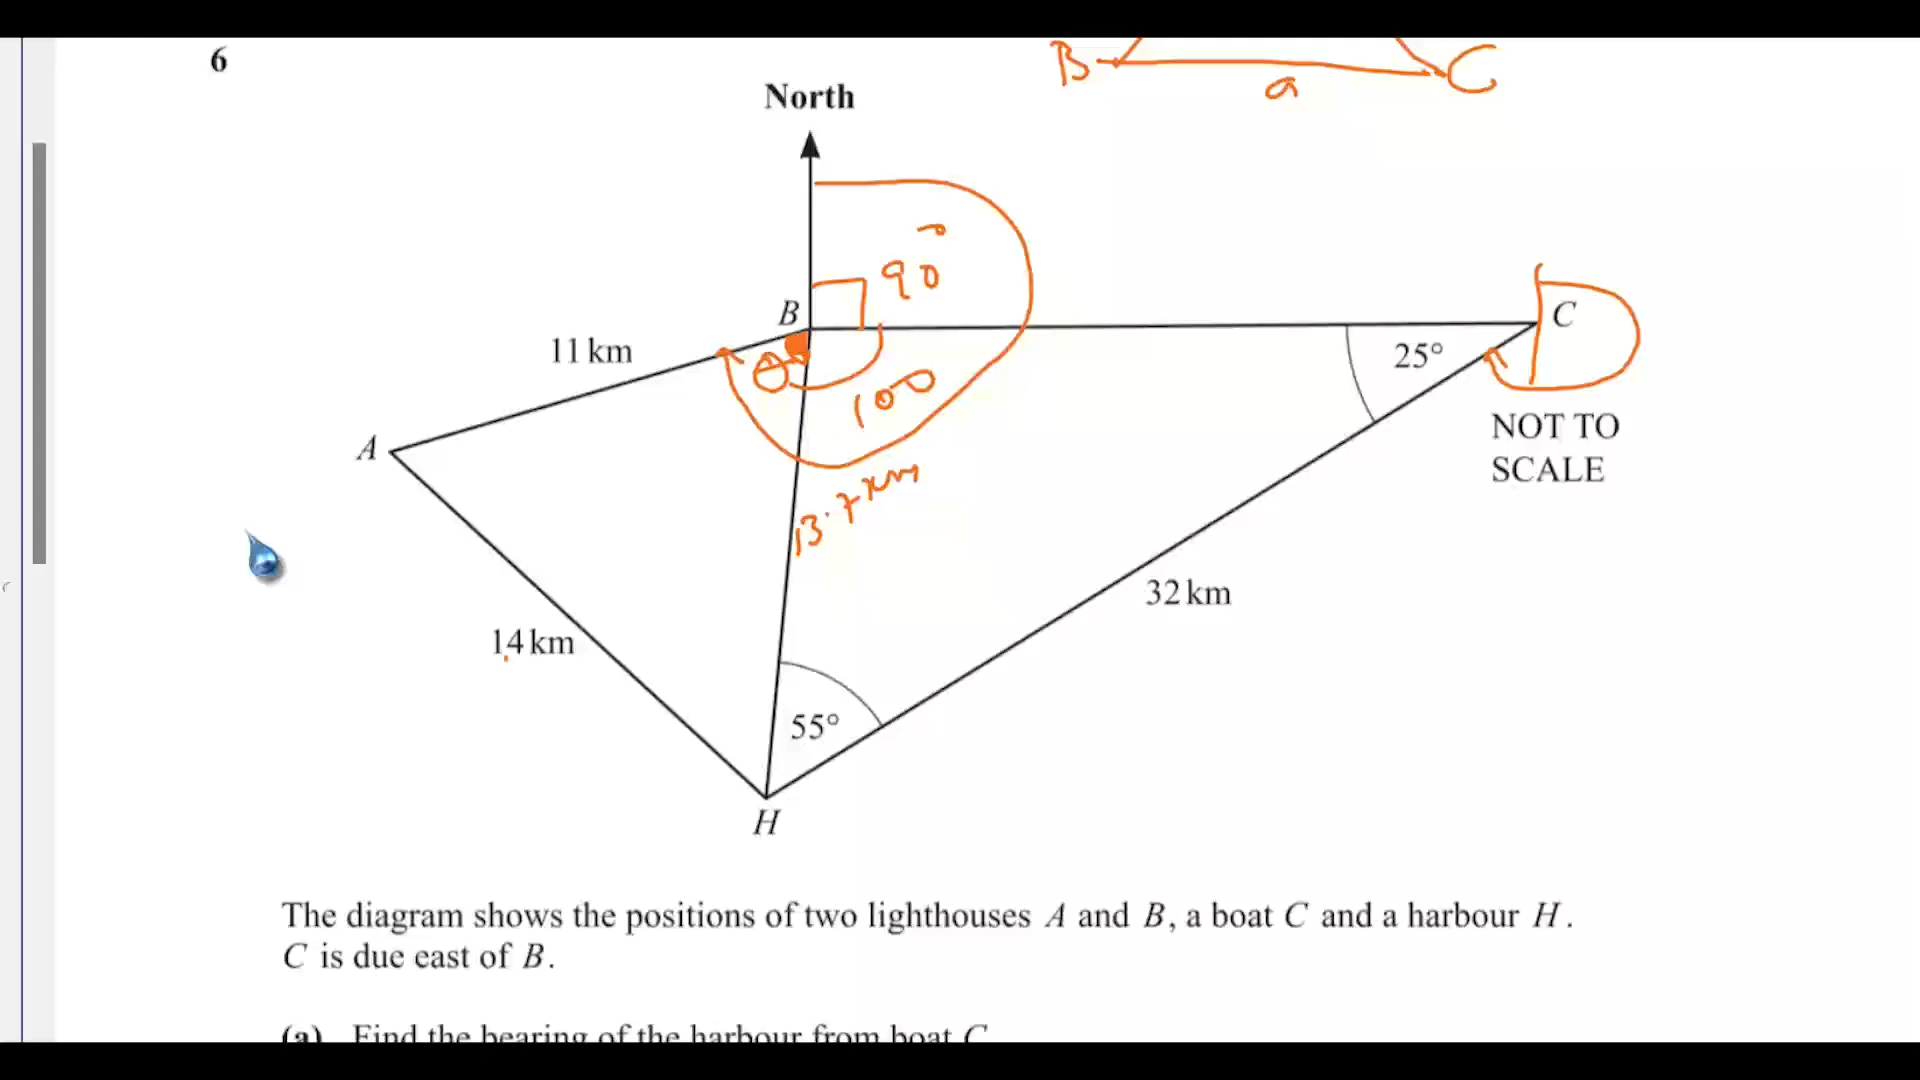 6
B
a
C
North
90°
B
C
11 km
θ
25°
100
A
NOT TO
SCALE
13.7 km
32 km
14 km
55°
H
The diagram shows the positions of two lighthouses A and B, a boat C and a harbour H.
C is due east of B.
(a) Find the bearing of the harbour from boat C